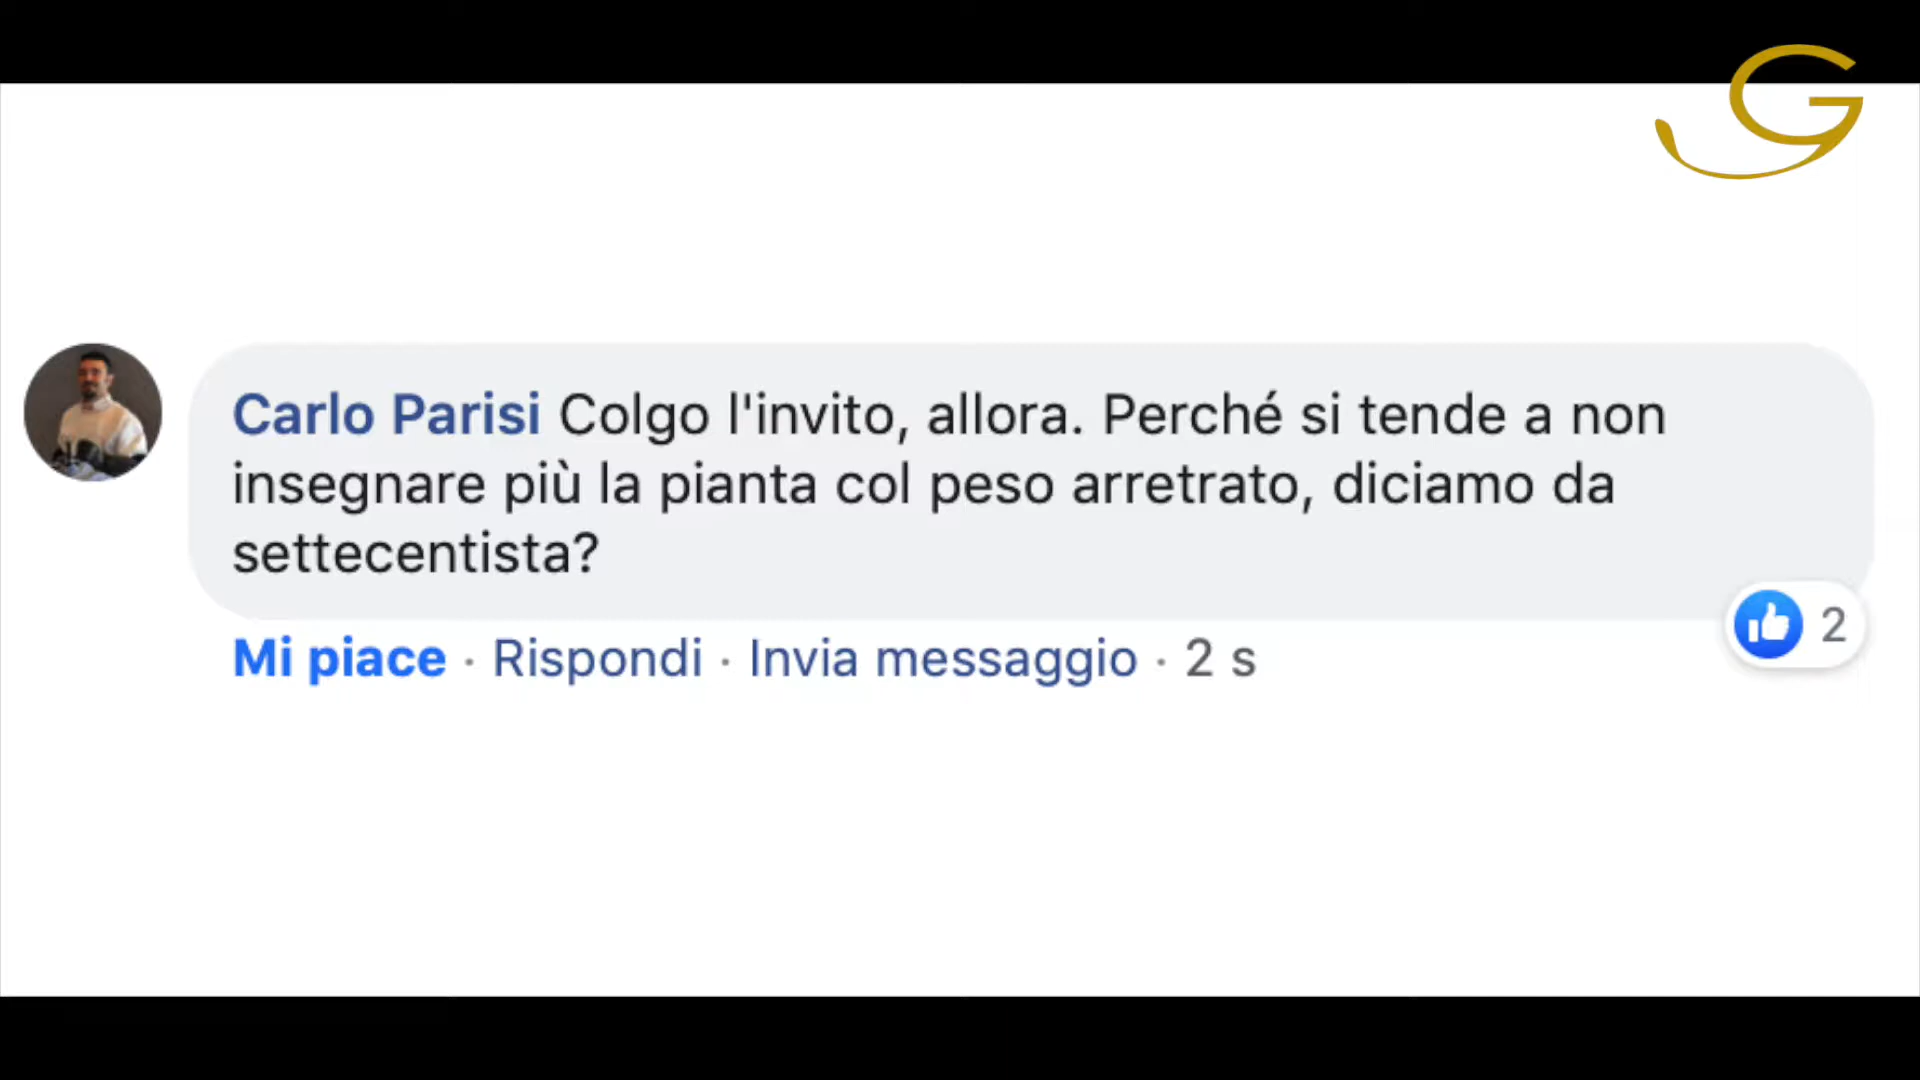 G
Carlo Parisi Colgo l'invito, allora. Perché si tende a non
insegnare più la pianta col peso arretrato, diciamo da
settecentista?
2
Mi piace · Rispondi · Invia messaggio · 2 s